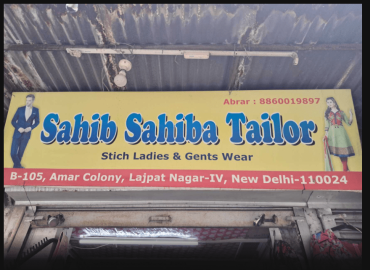 Abrar : 8860019897
Sahib Sahiba Tailor
Stich Ladies & Gents Wear
B-105, Amar Colony, Lajpat Nagar-IV, New Delhi-110024